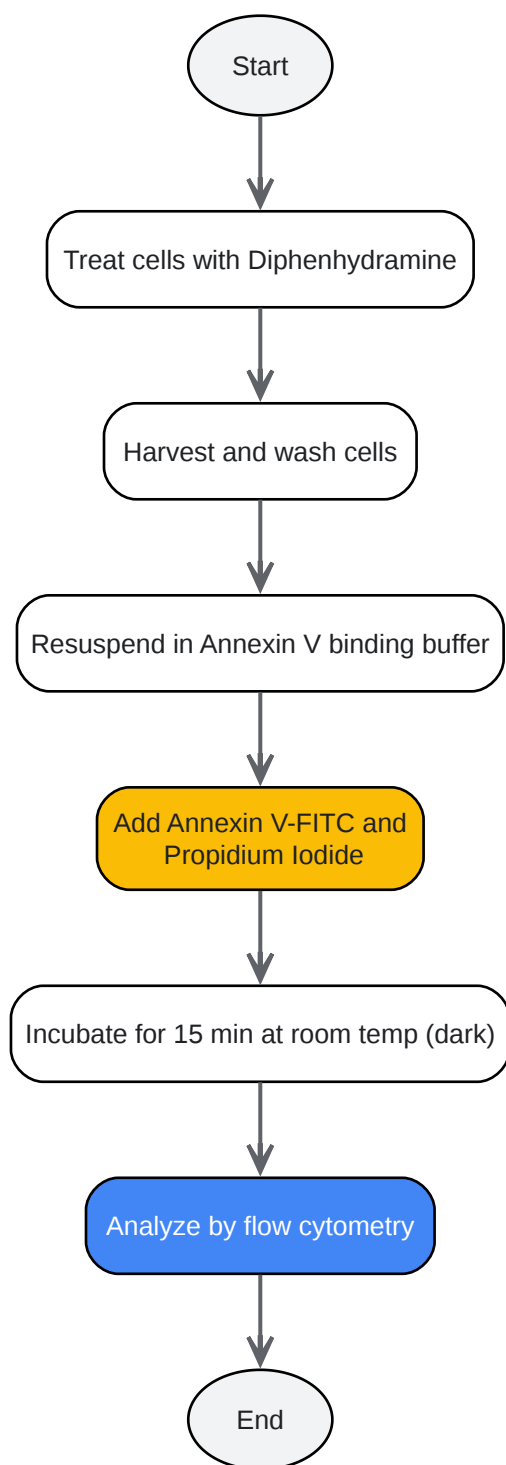 Start
Treat cells with Diphenhydramine
Harvest and wash cells
Resuspend in Annexin V binding buffer
Add Annexin V-FITC and
Propidium Iodide
Incubate for 15 min at room temp (dark)
Analyze by flow cytometry
End